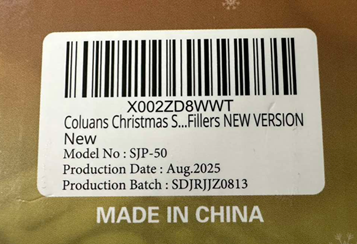 X002ZD8WWT
Coluans Christmas S...Fillers NEW VERSION
New
Model No : SJP-50
Production Date : Aug.2025
Production Batch : SDJRJJZ0813
MADE IN CHINA